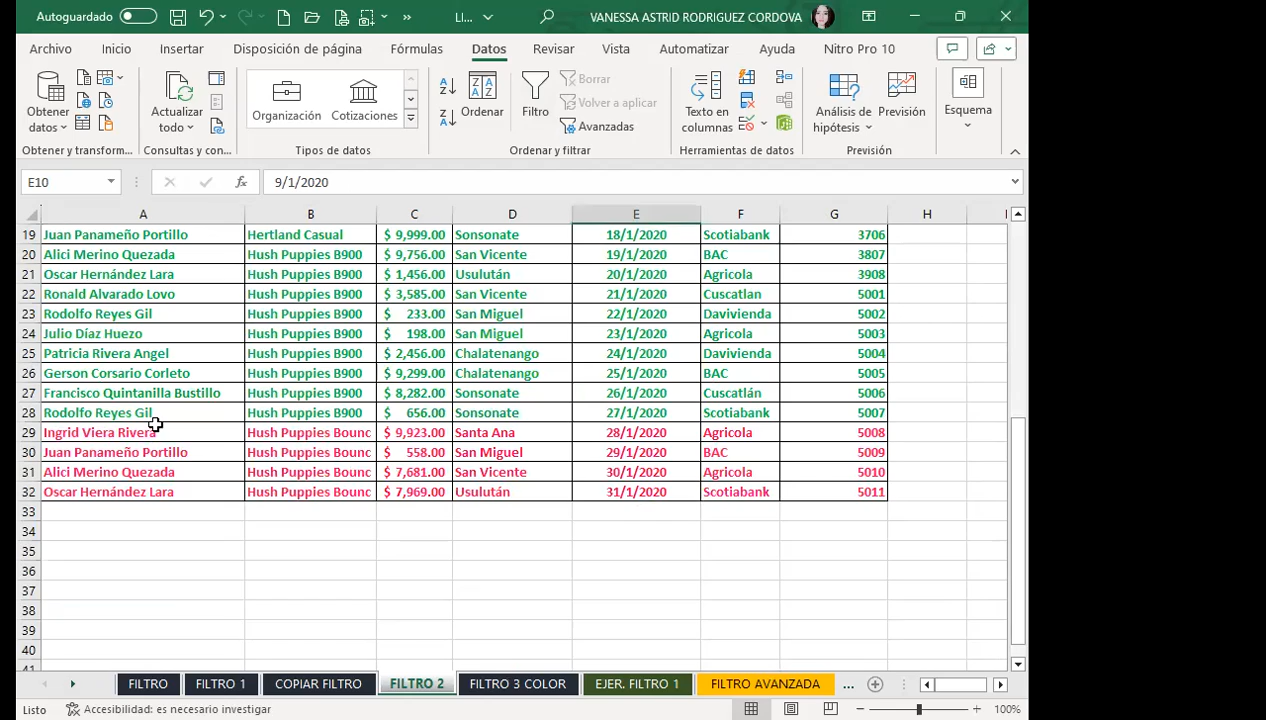 Autoguardado LI... VANESSA ASTRID RODRIGUEZ CORDOVA
Archivo Inicio Insertar Disposición de página Fórmulas Datos Revisar Vista Automatizar Ayuda Nitro Pro 10
Obtener datos Actualizar todo Organización Cotizaciones Ordenar Filtro Borrar Volver a aplicar Avanzadas Texto en columnas Análisis de hipótesis Previsión Esquema
Obtener y transform... Consultas y con... Tipos de datos Ordenar y filtrar Herramientas de datos Previsión
E10 fx 9/1/2020
A B C D E F G H I
19 Juan Panameño Portillo Hertland Casual $ 9,999.00 Sonsonate 18/1/2020 Scotiabank 3706
20 Alici Merino Quezada Hush Puppies B900 $ 9,756.00 San Vicente 19/1/2020 BAC 3807
21 Oscar Hernández Lara Hush Puppies B900 $ 1,456.00 Usulután 20/1/2020 Agricola 3908
22 Ronald Alvarado Lovo Hush Puppies B900 $ 3,585.00 San Vicente 21/1/2020 Cuscatlan 5001
23 Rodolfo Reyes Gil Hush Puppies B900 $ 233.00 San Miguel 22/1/2020 Davivienda 5002
24 Julio Díaz Huezo Hush Puppies B900 $ 198.00 San Miguel 23/1/2020 Agricola 5003
25 Patricia Rivera Angel Hush Puppies B900 $ 2,456.00 Chalatenango 24/1/2020 Davivienda 5004
26 Gerson Corsario Corleto Hush Puppies B900 $ 9,299.00 Chalatenango 25/1/2020 BAC 5005
27 Francisco Quintanilla Bustillo Hush Puppies B900 $ 8,282.00 Sonsonate 26/1/2020 Cuscatlán 5006
28 Rodolfo Reyes Gil Hush Puppies B900 $ 656.00 Sonsonate 27/1/2020 Scotiabank 5007
29 Ingrid Viera Rivera Hush Puppies Bounc $ 9,923.00 Santa Ana 28/1/2020 Agricola 5008
30 Juan Panameño Portillo Hush Puppies Bounc $ 558.00 San Miguel 29/1/2020 BAC 5009
31 Alici Merino Quezada Hush Puppies Bounc $ 7,681.00 San Vicente 30/1/2020 Agricola 5010
32 Oscar Hernández Lara Hush Puppies Bounc $ 7,969.00 Usulután 31/1/2020 Scotiabank 5011
33
34
35
36
37
38
39
40
41
FILTRO FILTRO 1 COPIAR FILTRO FILTRO 2 FILTRO 3 COLOR EJER. FILTRO 1 FILTRO AVANZADA ...
Listo Accesibilidad: es necesario investigar 100%